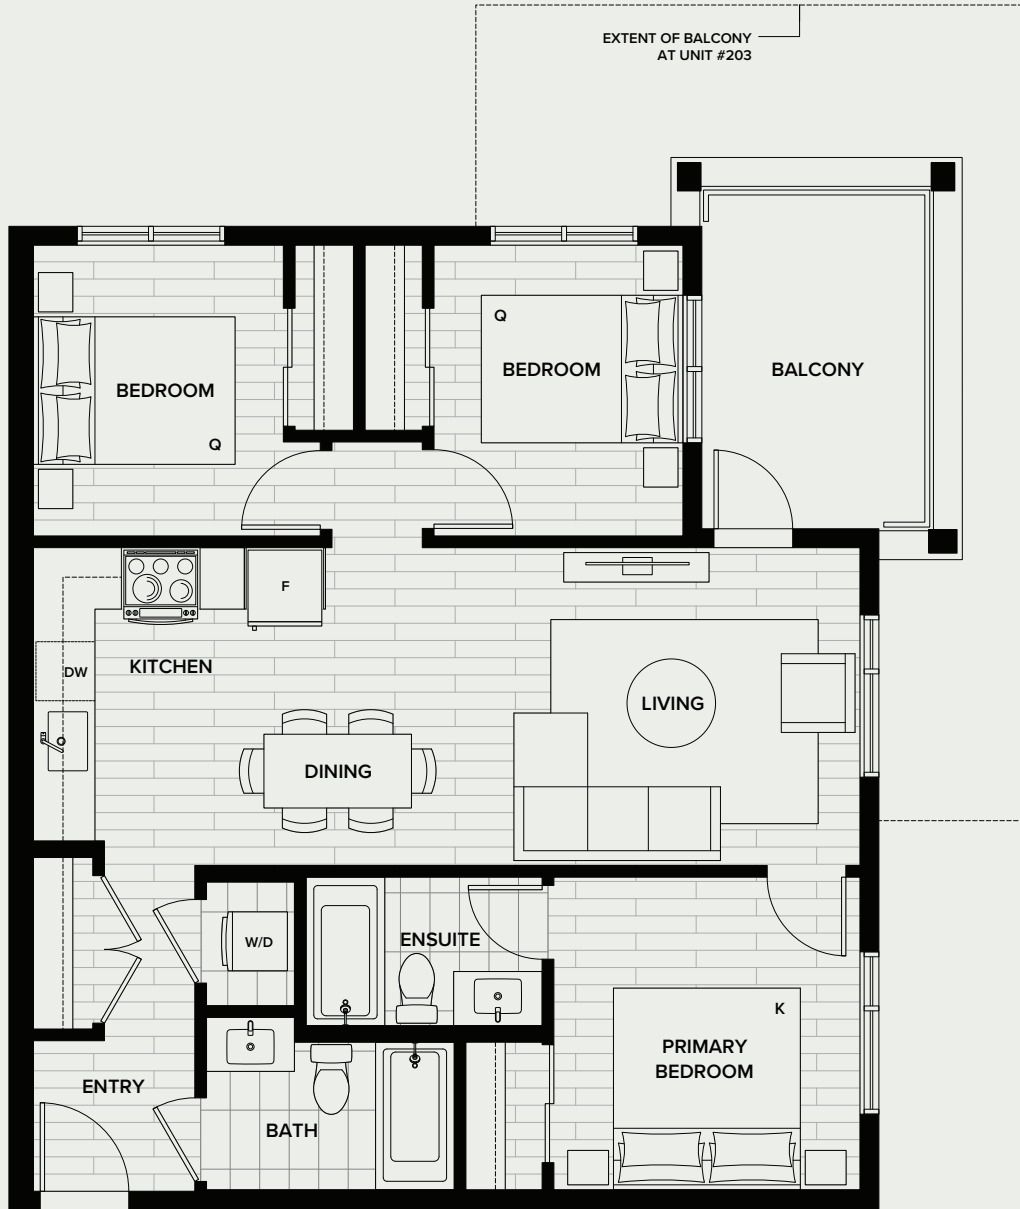 EXTENT OF BALCONY
AT UNIT #203
Q
BEDROOM
BALCONY
BEDROOM
Q
F
KITCHEN
DW
LIVING
DINING
W/D
ENSUITE
K
PRIMARY
BEDROOM
ENTRY
BATH